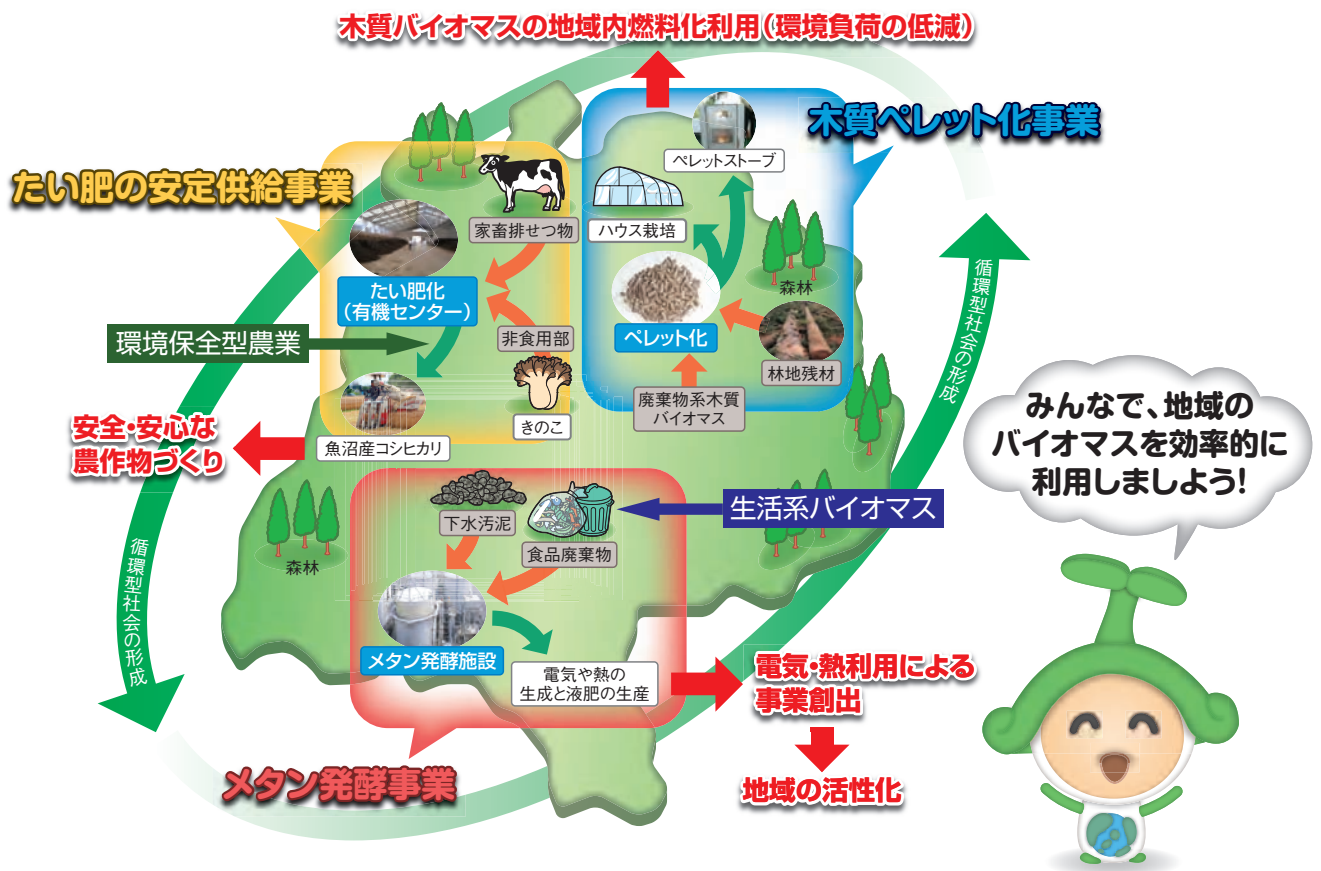 木質バイオマスの地域内燃料化利用（環境負荷の低減）
木質ペレット化事業
たい肥の安定供給事業
ペレットストーブ
家畜排せつ物
ハウス栽培
たい肥化
（有機センター）
森林
環境保全型農業
非食用部
ペレット化
林地残材
廃棄物系木質
バイオマス
きのこ
安全・安心な
農作物づくり
魚沼産コシヒカリ
循環型社会の形成
みんなで、地域の
バイオマスを効率的に
利用しましよう!
下水汚泥
生活系バイオマス
食品廃棄物
森林
循環型社会の形成
メタン発酵施設
電気や熱の
生成と液肥の生産
電気・熱利用による
事業創出
メタン発酵事業
地域の活性化